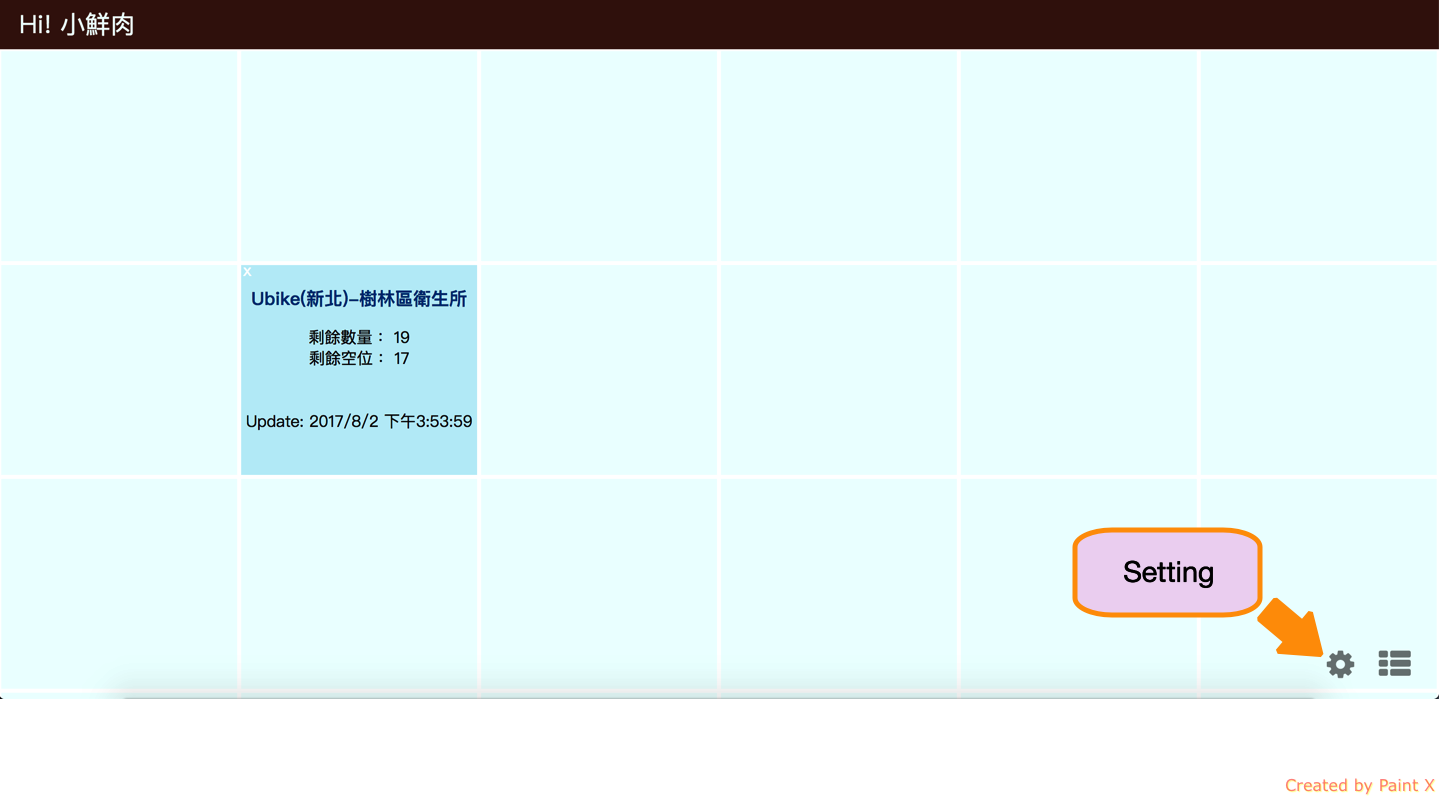 Hi! 小鮮肉
x
Ubike(新北)-樹林區衛生所
剩餘數量： 19
剩餘空位： 17
Update: 2017/8/2 下午3:53:59
Setting
Created by Paint X